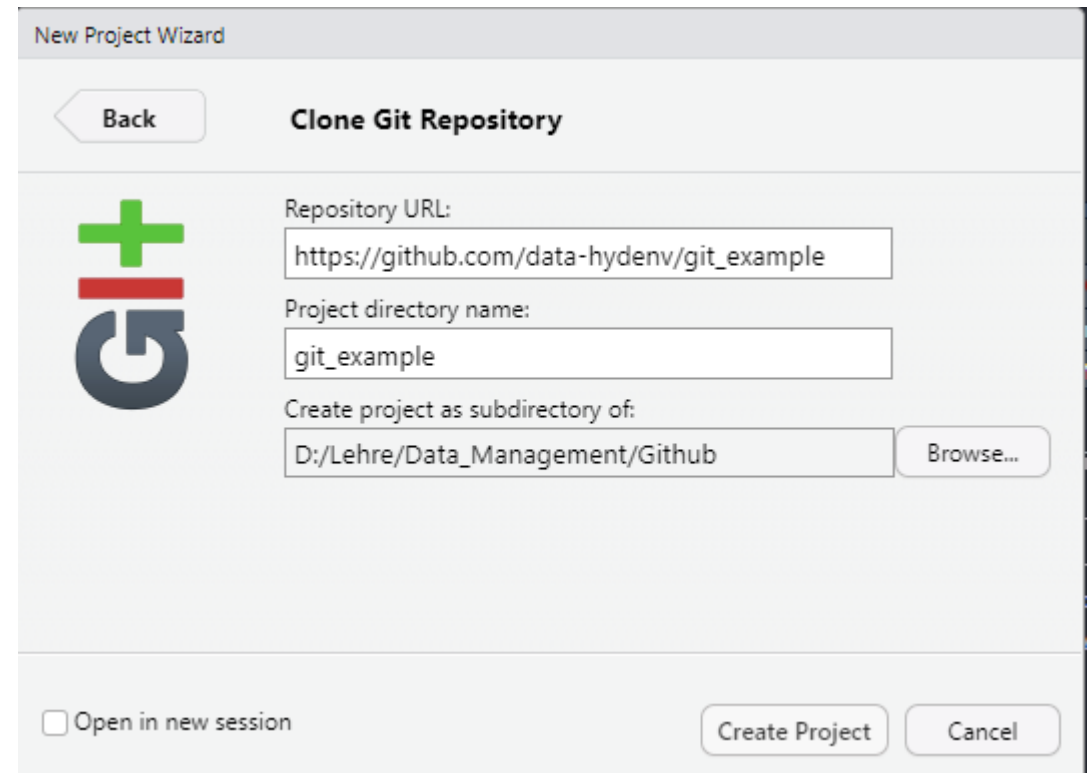 New Project Wizard
Back
Clone Git Repository
GIT
Repository URL:
https://github.com/data-hydenv/git_example
Project directory name:
git_example
Create project as subdirectory of:
D:/Lehre/Data_Management/Github
Browse...
Open in new session
Create Project
Cancel